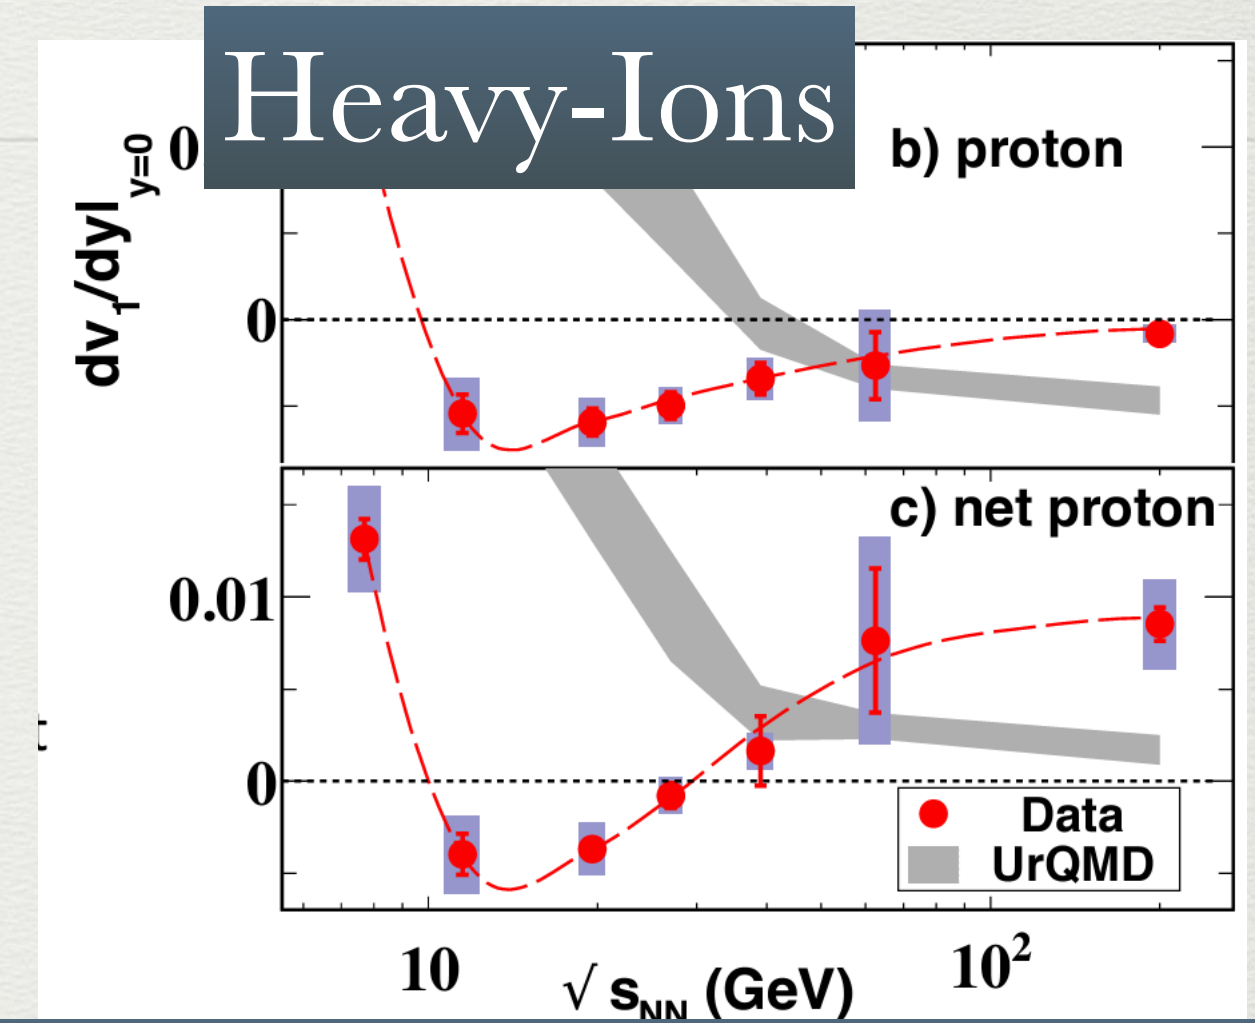 Heavy-Ions
b) proton
0
dv₁/dy|y=0
0
c) net proton
0.01
0
Data
UrQMD
10
10²
√ sNN (GeV)